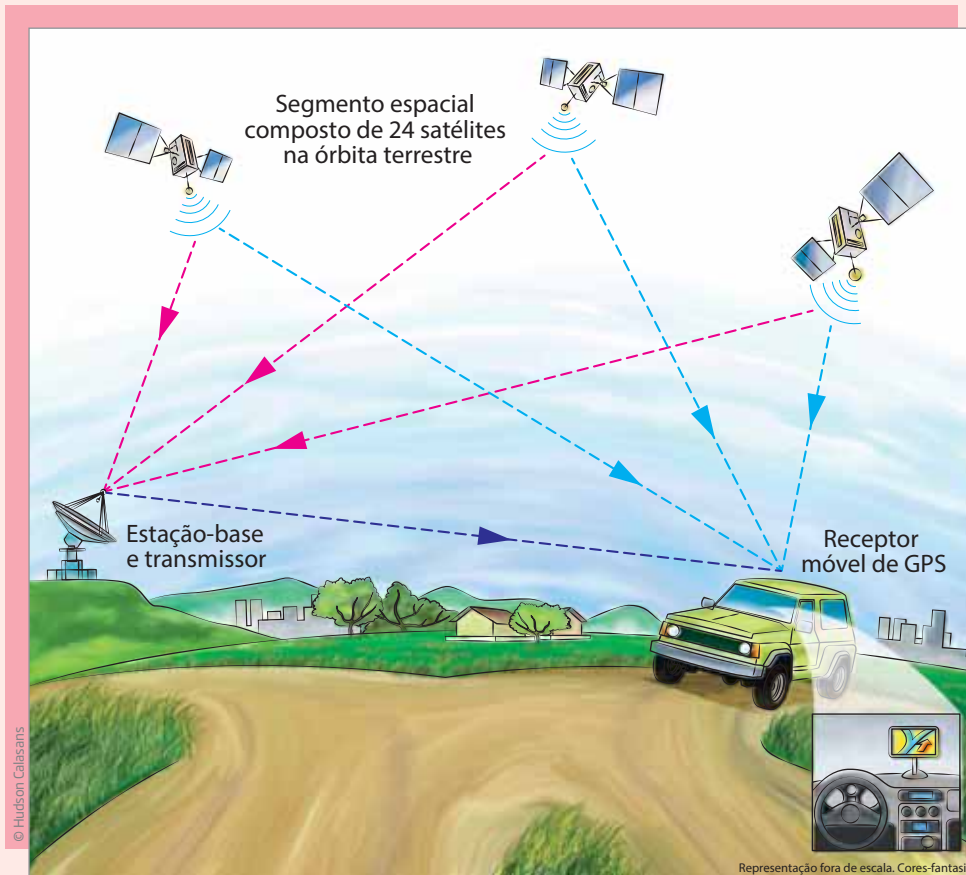 Segmento espacial
composto de 24 satélites
na órbita terrestre
Estação-base
e transmissor
Receptor
móvel de GPS
© Hudson Calasans
Representação fora de escala. Cores-fantasi